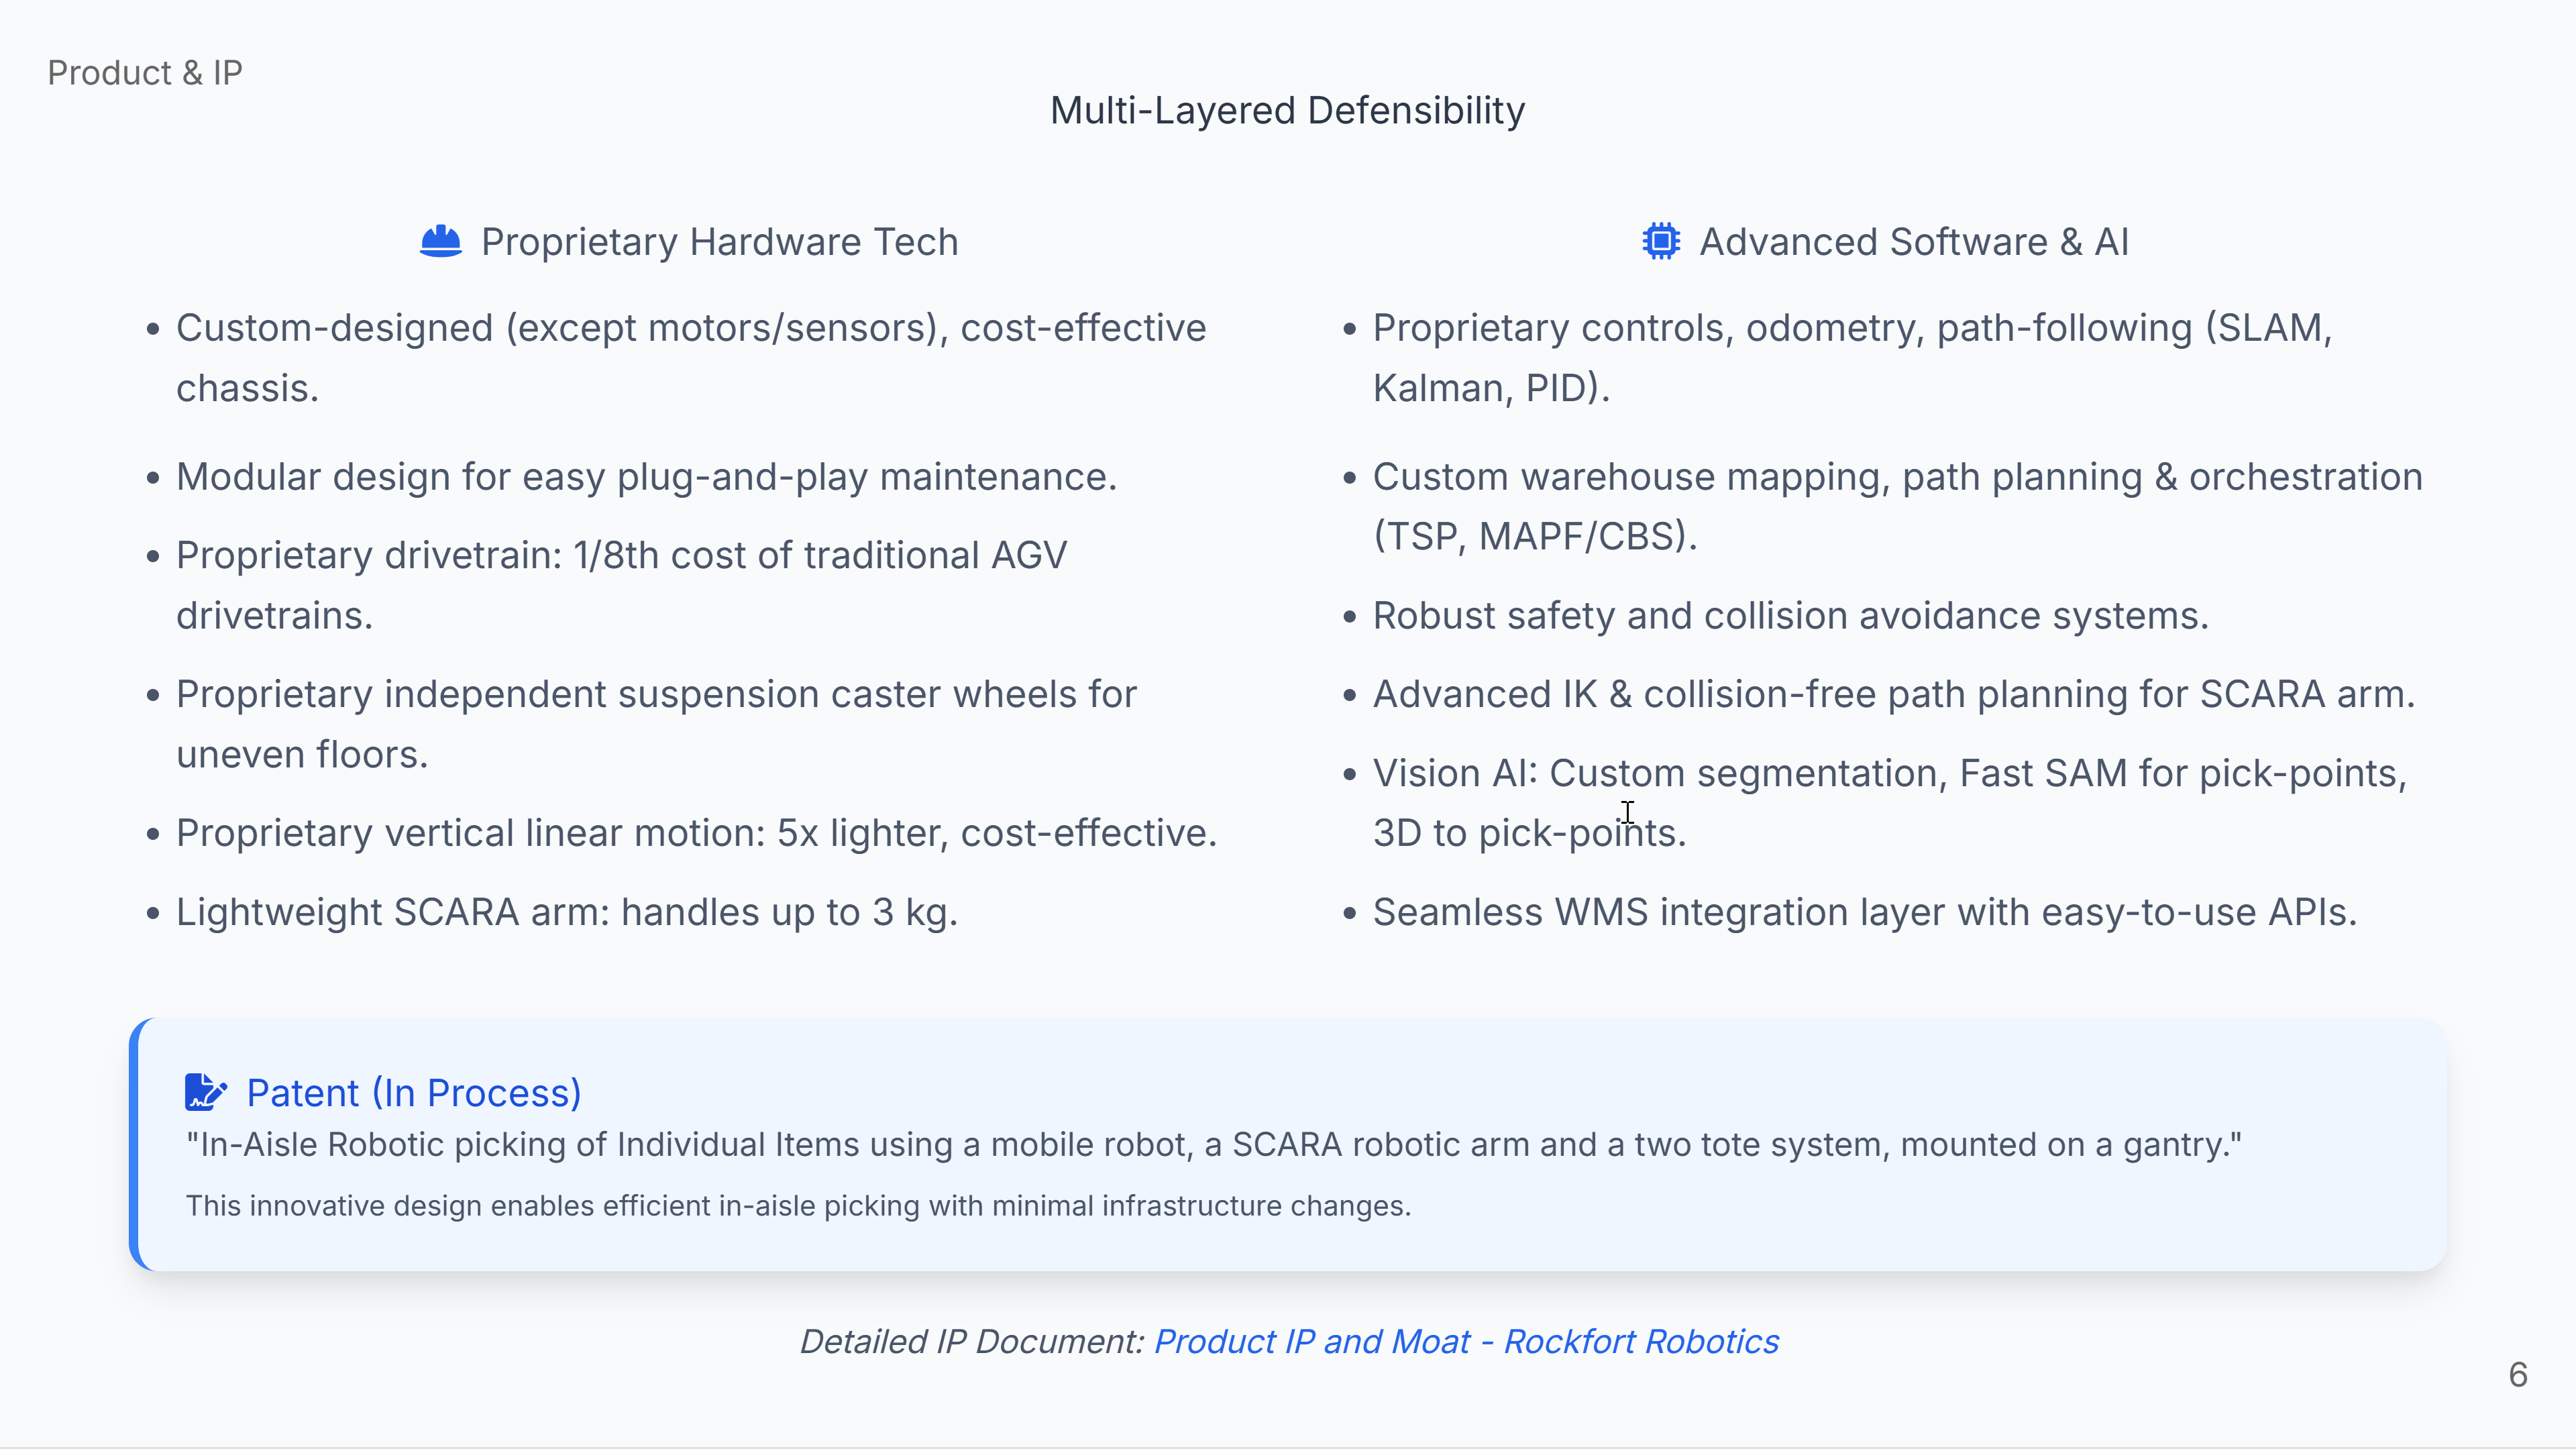 Product & IP
Multi-Layered Defensibility
Proprietary Hardware Tech
• Custom-designed (except motors/sensors), cost-effective
chassis.
• Modular design for easy plug-and-play maintenance.
• Proprietary drivetrain: 1/8th cost of traditional AGV
drivetrains.
• Proprietary independent suspension caster wheels for
uneven floors.
• Proprietary vertical linear motion: 5x lighter, cost-effective.
• Lightweight SCARA arm: handles up to 3 kg.
Advanced Software & AI
• Proprietary controls, odometry, path-following (SLAM,
Kalman, PID).
• Custom warehouse mapping, path planning & orchestration
(TSP, MAPF/CBS).
• Robust safety and collision avoidance systems.
• Advanced IK & collision-free path planning for SCARA arm.
• Vision AI: Custom segmentation, Fast SAM for pick-points,
3D to pick-points.
• Seamless WMS integration layer with easy-to-use APIs.
Patent (In Process)
"In-Aisle Robotic picking of Individual Items using a mobile robot, a SCARA robotic arm and a two tote system, mounted on a gantry."
This innovative design enables efficient in-aisle picking with minimal infrastructure changes.
Detailed IP Document: Product IP and Moat - Rockfort Robotics
6